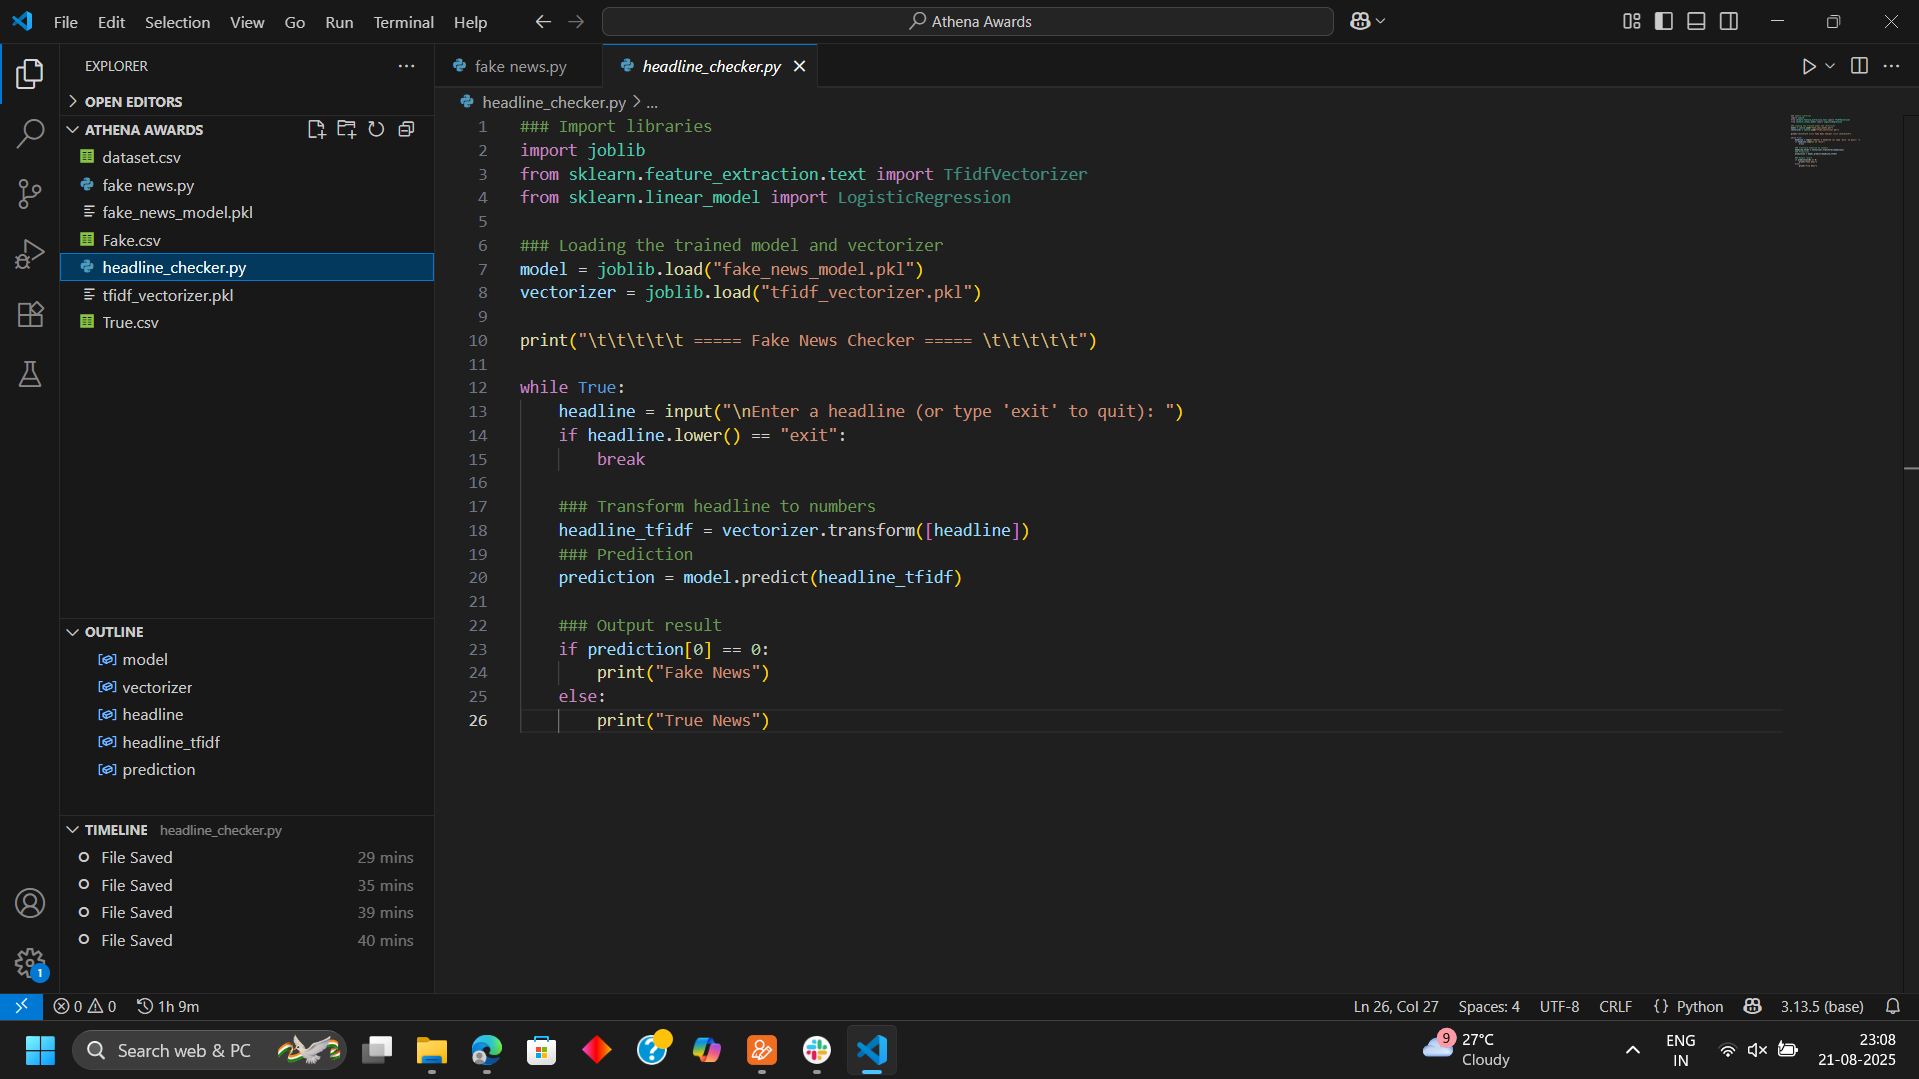 File Edit Selection View Go Run Terminal Help
Athena Awards
EXPLORER
OPEN EDITORS
ATHENA AWARDS
dataset.csv
fake news.py
fake_news_model.pkl
Fake.csv
headline_checker.py
tfidf_vectorizer.pkl
True.csv
OUTLINE
model
vectorizer
headline
headline_tfidf
prediction
TIMELINE headline_checker.py
File Saved 29 mins
File Saved 35 mins
File Saved 39 mins
File Saved 40 mins
1
fake news.py headline_checker.py
headline_checker.py > ...
1 ### Import libraries
2 import joblib
3 from sklearn.feature_extraction.text import TfidfVectorizer
4 from sklearn.linear_model import LogisticRegression
5
6 ### Loading the trained model and vectorizer
7 model = joblib.load("fake_news_model.pkl")
8 vectorizer = joblib.load("tfidf_vectorizer.pkl")
9
10 print("\t\t\t\t\t ===== Fake News Checker ===== \t\t\t\t\t")
11
12 while True:
13 headline = input("\nEnter a headline (or type 'exit' to quit): ")
14 if headline.lower() == "exit":
15 break
16
17 ### Transform headline to numbers
18 headline_tfidf = vectorizer.transform([headline])
19 ### Prediction
20 prediction = model.predict(headline_tfidf)
21
22 ### Output result
23 if prediction[0] == 0:
24 print("Fake News")
25 else:
26 print("True News")
0 0 1h 9m
Ln 26, Col 27 Spaces: 4 UTF-8 CRLF {} Python 3.13.5 (base)
Search web & PC
9 27°C
Cloudy
ENG
IN
23:08
21-08-2025